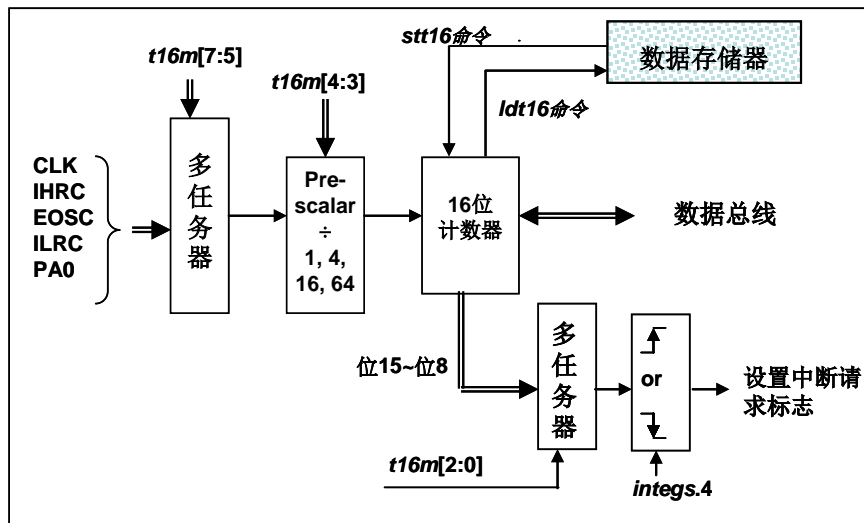 stt16命令
数据存储器
t16m[7:5]
t16m[4:3]
ldt16命令
CLK
IHRC
EOSC
ILRC
PA0
多
任
务
器
Pre-
scalar
÷
1, 4,
16, 64
16位
计数器
数据总线
位15~位8
多
任
务
器
or
设置中断请
求标志
t16m[2:0]
integs.4